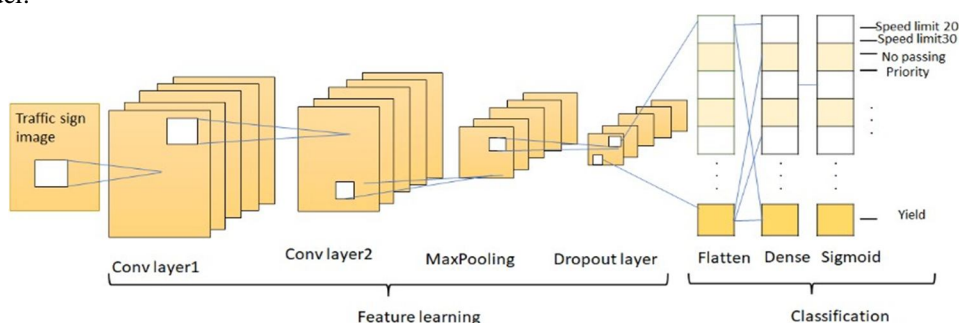 Speed limit 20
Speed limit30
No passing
Priority
Traffic sign
image
Yield
Conv layer1
Conv layer2
MaxPooling
Dropout layer
Flatten
Dense
Sigmoid
Feature learning
Classification